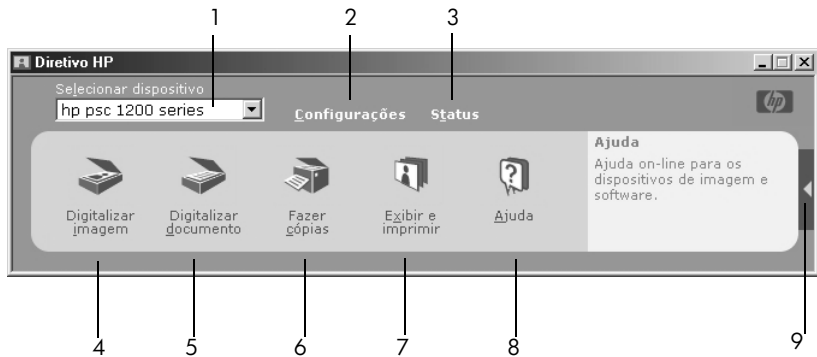 1 2 3
Diretivo HP
Selecionar dispositivo
hp psc 1200 series
Configurações Status
hp
Digitalizar imagem
Digitalizar documento
Fazer cópias
Exibir e imprimir
Ajuda
Ajuda
Ajuda on-line para os
dispositivos de imagem e
software.
4 5 6 7 8 9